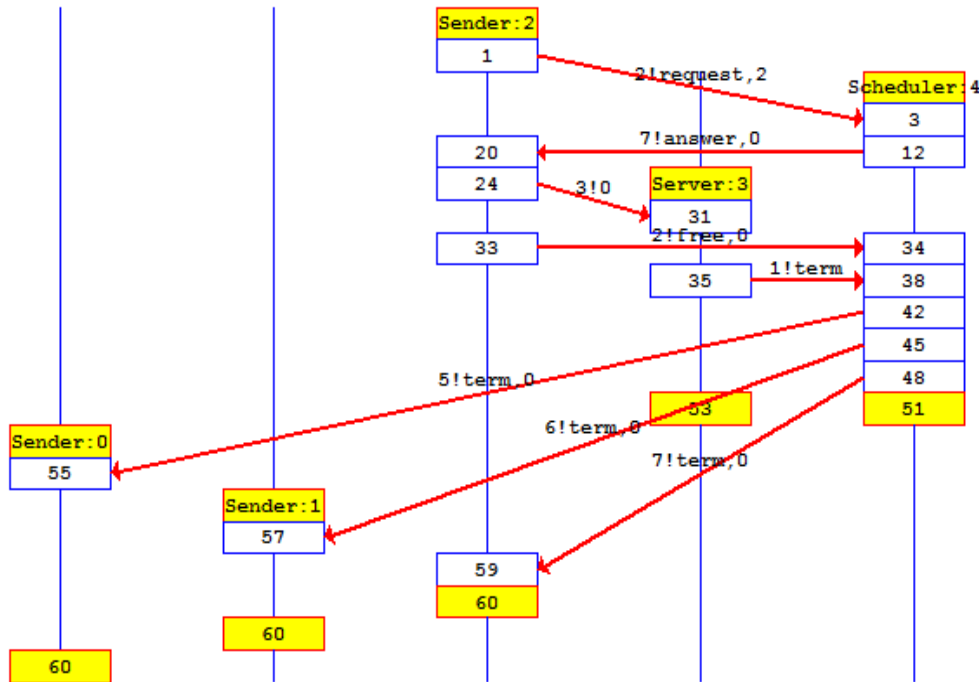 Sender:2
1
2!request,2
Scheduler:4
3
7!answer,0
20
12
24
3!0
Server:3
31
2!free,0
33
34
35
1!term
38
42
45
5!term,0
48
53
51
6!term,0
Sender:0
7!term,0
55
Sender:1
57
59
60
60
60